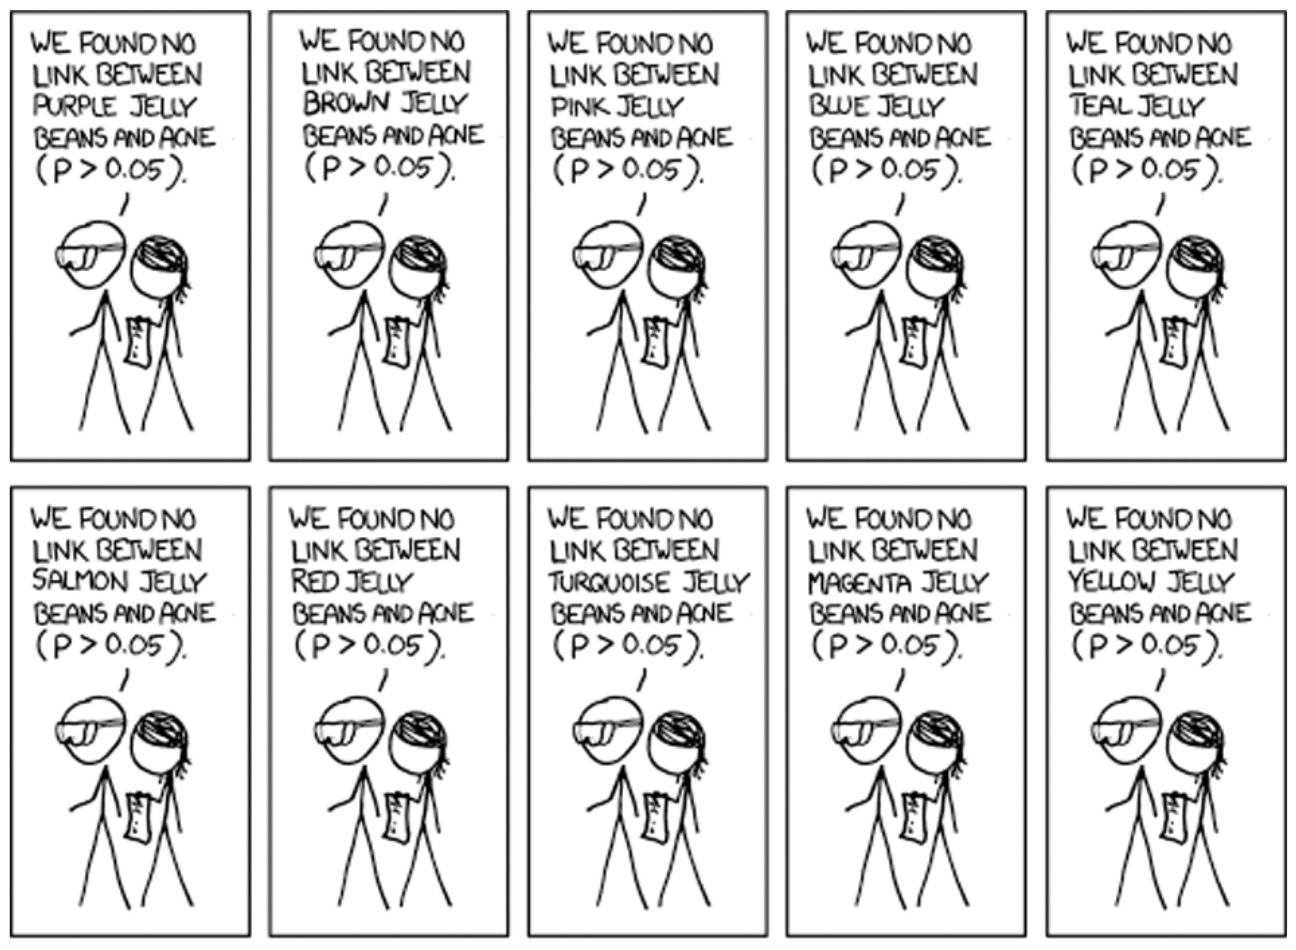 WE FOUND NO
LINK BETWEEN
PURPLE JELLY
BEANS AND ACNE
(P > 0.05).
WE FOUND NO
LINK BETWEEN
BROWN JELLY
BEANS AND ACNE
(P > 0.05).
WE FOUND NO
LINK BETWEEN
PINK JELLY
BEANS AND ACNE
(P > 0.05).
WE FOUND NO
LINK BETWEEN
BLUE JELLY
BEANS AND ACNE
(P > 0.05).
WE FOUND NO
LINK BETWEEN
TEAL JELLY
BEANS AND ACNE
(P > 0.05).
WE FOUND NO
LINK BETWEEN
SALMON JELLY
BEANS AND ACNE
(P > 0.05).
WE FOUND NO
LINK BETWEEN
RED JELLY
BEANS AND ACNE
(P > 0.05).
WE FOUND NO
LINK BETWEEN
TURQUOISE JELLY
BEANS AND ACNE
(P > 0.05).
WE FOUND NO
LINK BETWEEN
MAGENTA JELLY
BEANS AND ACNE
(P > 0.05).
WE FOUND NO
LINK BETWEEN
YELLOW JELLY
BEANS AND ACNE
(P > 0.05).